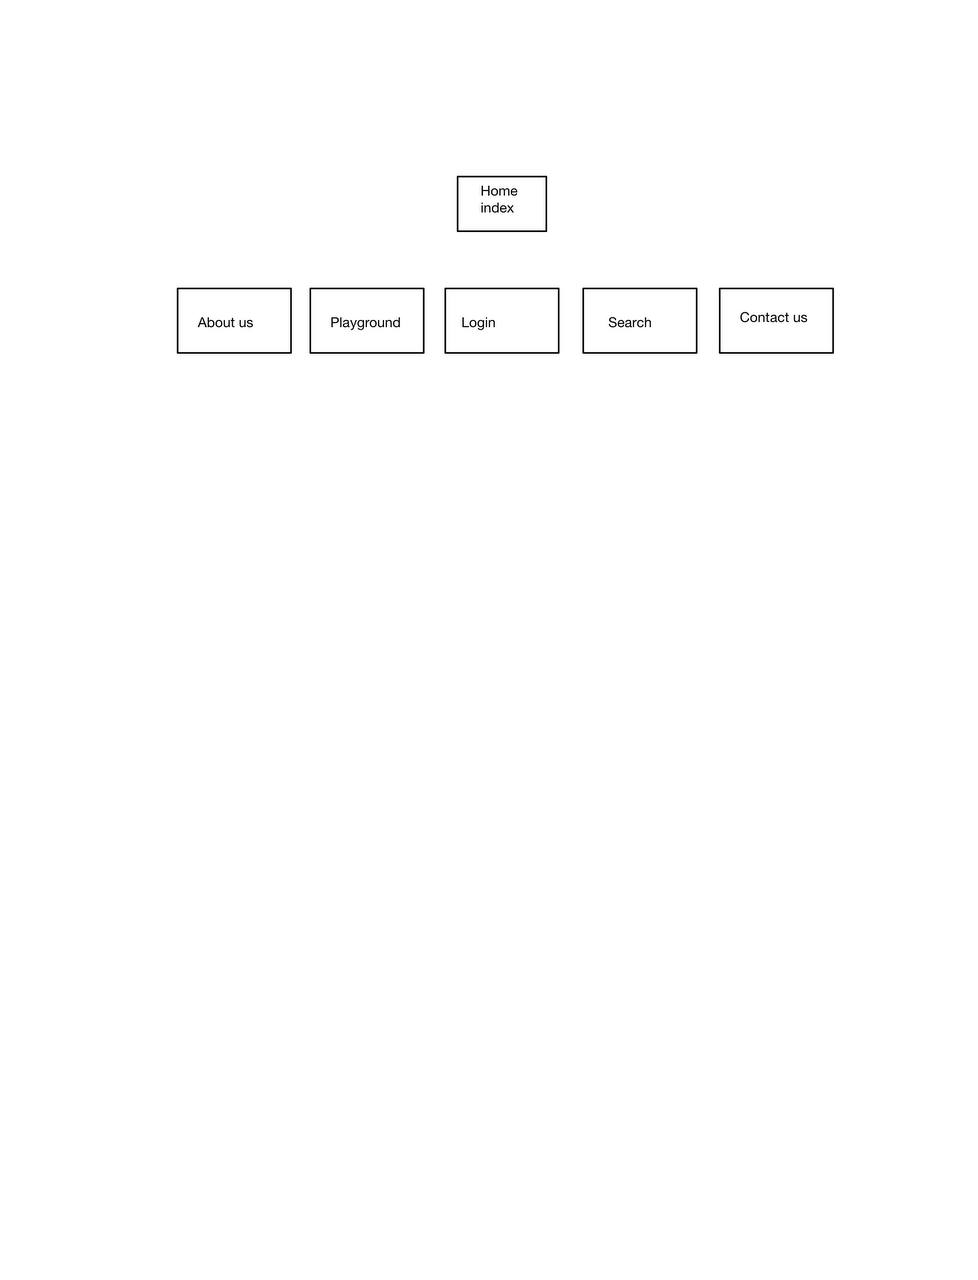 Home
index
About us
Playground
Login
Search
Contact us